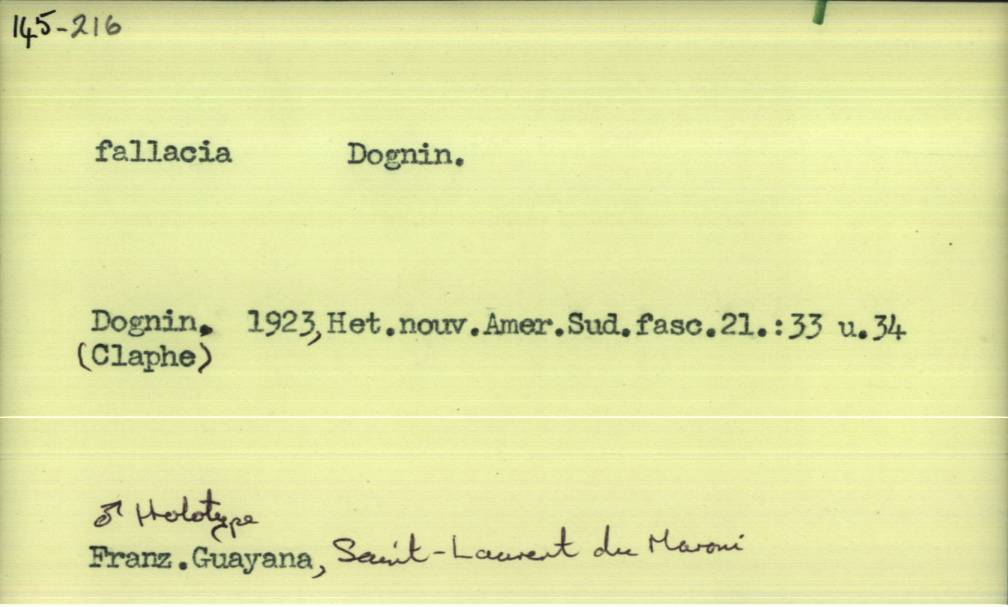 145-216
fallacia Dognin.
Dognin. 1923, Het.nouv.Amer.Sud.fasc.21.:33 u.34
(Claphe)
♂ Holotype
Franz.Guayana, Saint-Laurent du Maroni